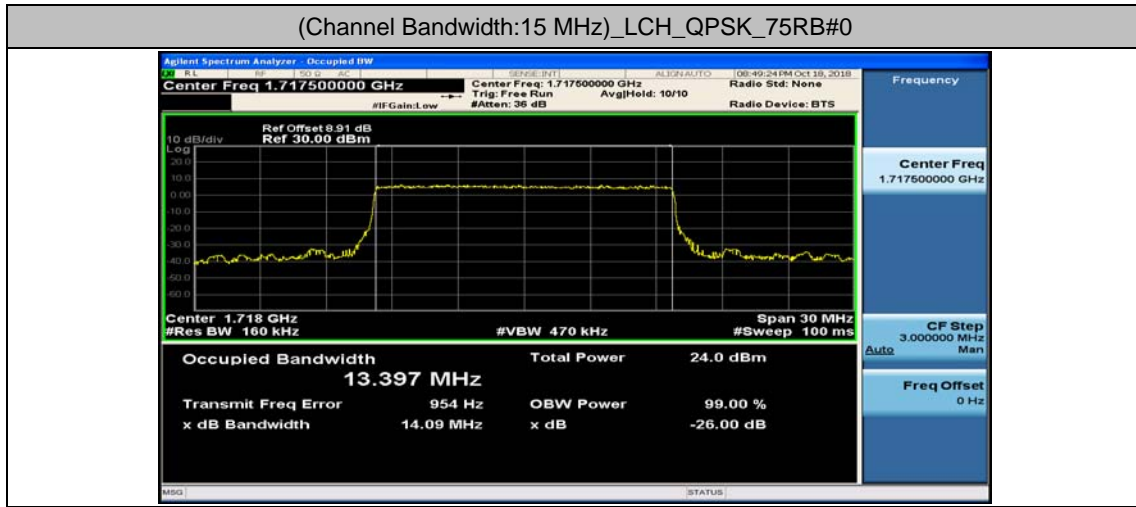 (Channel Bandwidth:15 MHz)_LCH_QPSK_75RB#0
Agilent Spectrum Analyzer - Occupied BW
RL RF 50 Ω AC SENSE:INT ALIGN AUTO 08:49:24 PM Oct 18, 2018
Center Freq 1.717500000 GHz Center Freq: 1.717500000 GHz Radio Std: None
Trig: Free Run Avg|Hold: 10/10
#IFGain:Low #Atten: 36 dB Radio Device: BTS
Frequency
Ref Offset 8.91 dB
10 dB/div Ref 30.00 dBm
Log
20.0
10.0
0.00
-10.0
-20.0
-30.0
-40.0
-50.0
-60.0
Center Freq
1.717500000 GHz
Center 1.718 GHz Span 30 MHz
#Res BW 160 kHz #VBW 470 kHz #Sweep 100 ms
CF Step
3.000000 MHz
Auto Man
Occupied Bandwidth Total Power 24.0 dBm
13.397 MHz
Transmit Freq Error 954 Hz OBW Power 99.00 %
x dB Bandwidth 14.09 MHz x dB -26.00 dB
Freq Offset
0 Hz
MSG STATUS